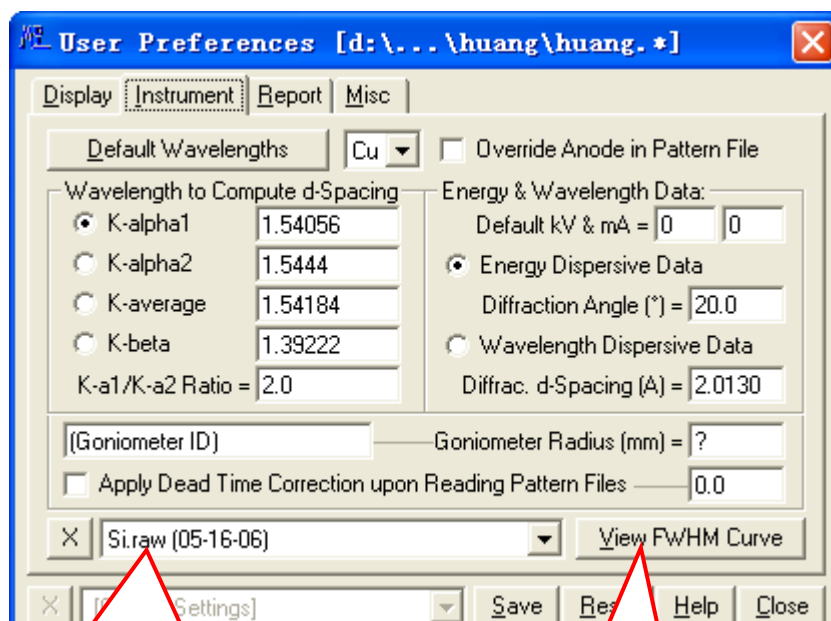 User Preferences [d:\...\huang\huang.*]
Display Instrument Report Misc
Default Wavelengths Cu Override Anode in Pattern File
Wavelength to Compute d-Spacing Energy & Wavelength Data:
K-alpha1 1.54056 Default kV & mA = 0 0
K-alpha2 1.5444 Energy Dispersive Data
K-average 1.54184 Diffraction Angle (*) = 20.0
K-beta 1.39222 Wavelength Dispersive Data
K-a1/K-a2 Ratio = 2.0 Diffrac. d-Spacing (A) = 2.0130
(Goniometer ID) Goniometer Radius (mm) = ?
Apply Dead Time Correction upon Reading Pattern Files 0.0
X Si.raw (05-16-06) View FWHM Curve
X Settings] Save Help Close